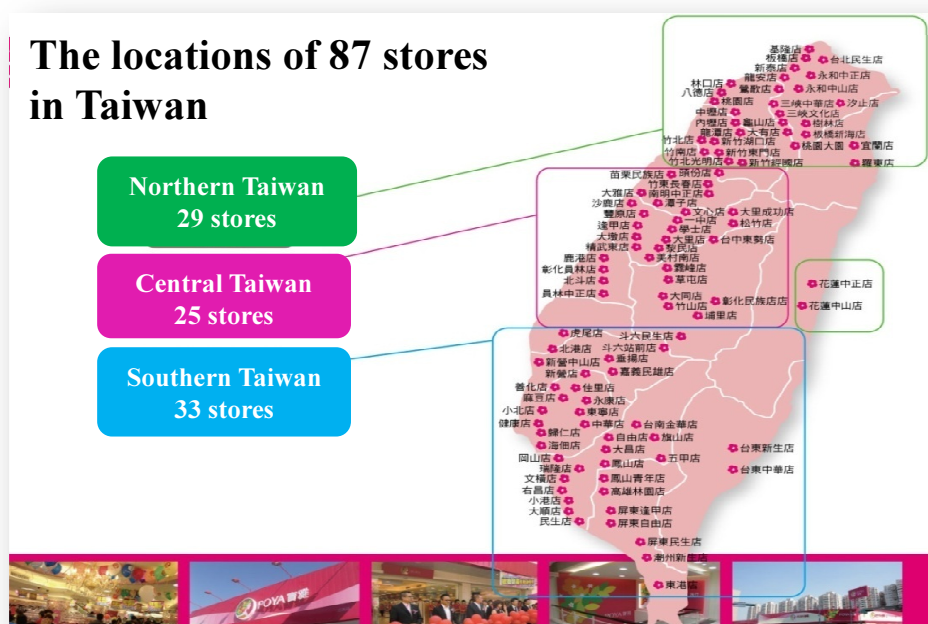 The locations of 87 stores
in Taiwan
Northern Taiwan
29 stores
Central Taiwan
25 stores
Southern Taiwan
33 stores
基隆店
板橋店 台北民生店
新泰店
龍安店 永和中正店
林口店 鶯歌店 永和中山店
八德店
桃園店 三峽中華店 汐止店
中壢店 三峽文化店
內壢店 龜山店 樹林店
龍潭店 大有店 板橋新海店
竹北店 新竹湖口店 桃園大園 宜蘭店
竹南店 新竹東門店
竹北光明店 新竹經國店 羅東店
苗栗民族店 頭份店
竹東長春店
大雅店 南明中正店
沙鹿店 潭子店
豐原店 文心店 大里成功店
逢甲店 一中店 松竹店
大墩店 學士店
精武東店 大里店 台中東勢店
黎民店
鹿港店 美村南店
彰化員林店 霧峰店
北斗店 草屯店
員林中正店 大同店
竹山店 彰化民族店店
埔里店
花蓮中正店
花蓮中山店
虎尾店 斗六民生店
北港店 斗六站前店
新營中山店 垂楊店
新營店 嘉義民雄店
善化店 佳里店
麻豆店 永康店
小北店 東寧店
健康店 中華店 台南金華店
歸仁店 自由店 旗山店
海佃店 大昌店
岡山店 五甲店
瑞隆店 鳳山店
文橫店 鳳山青年店
右昌店 高雄林園店
小港店
大順店 屏東逢甲店
民生店 屏東自由店
台東新生店
台東中華店
屏東民生店
潮州新生店
東港店
POYA 寶雅